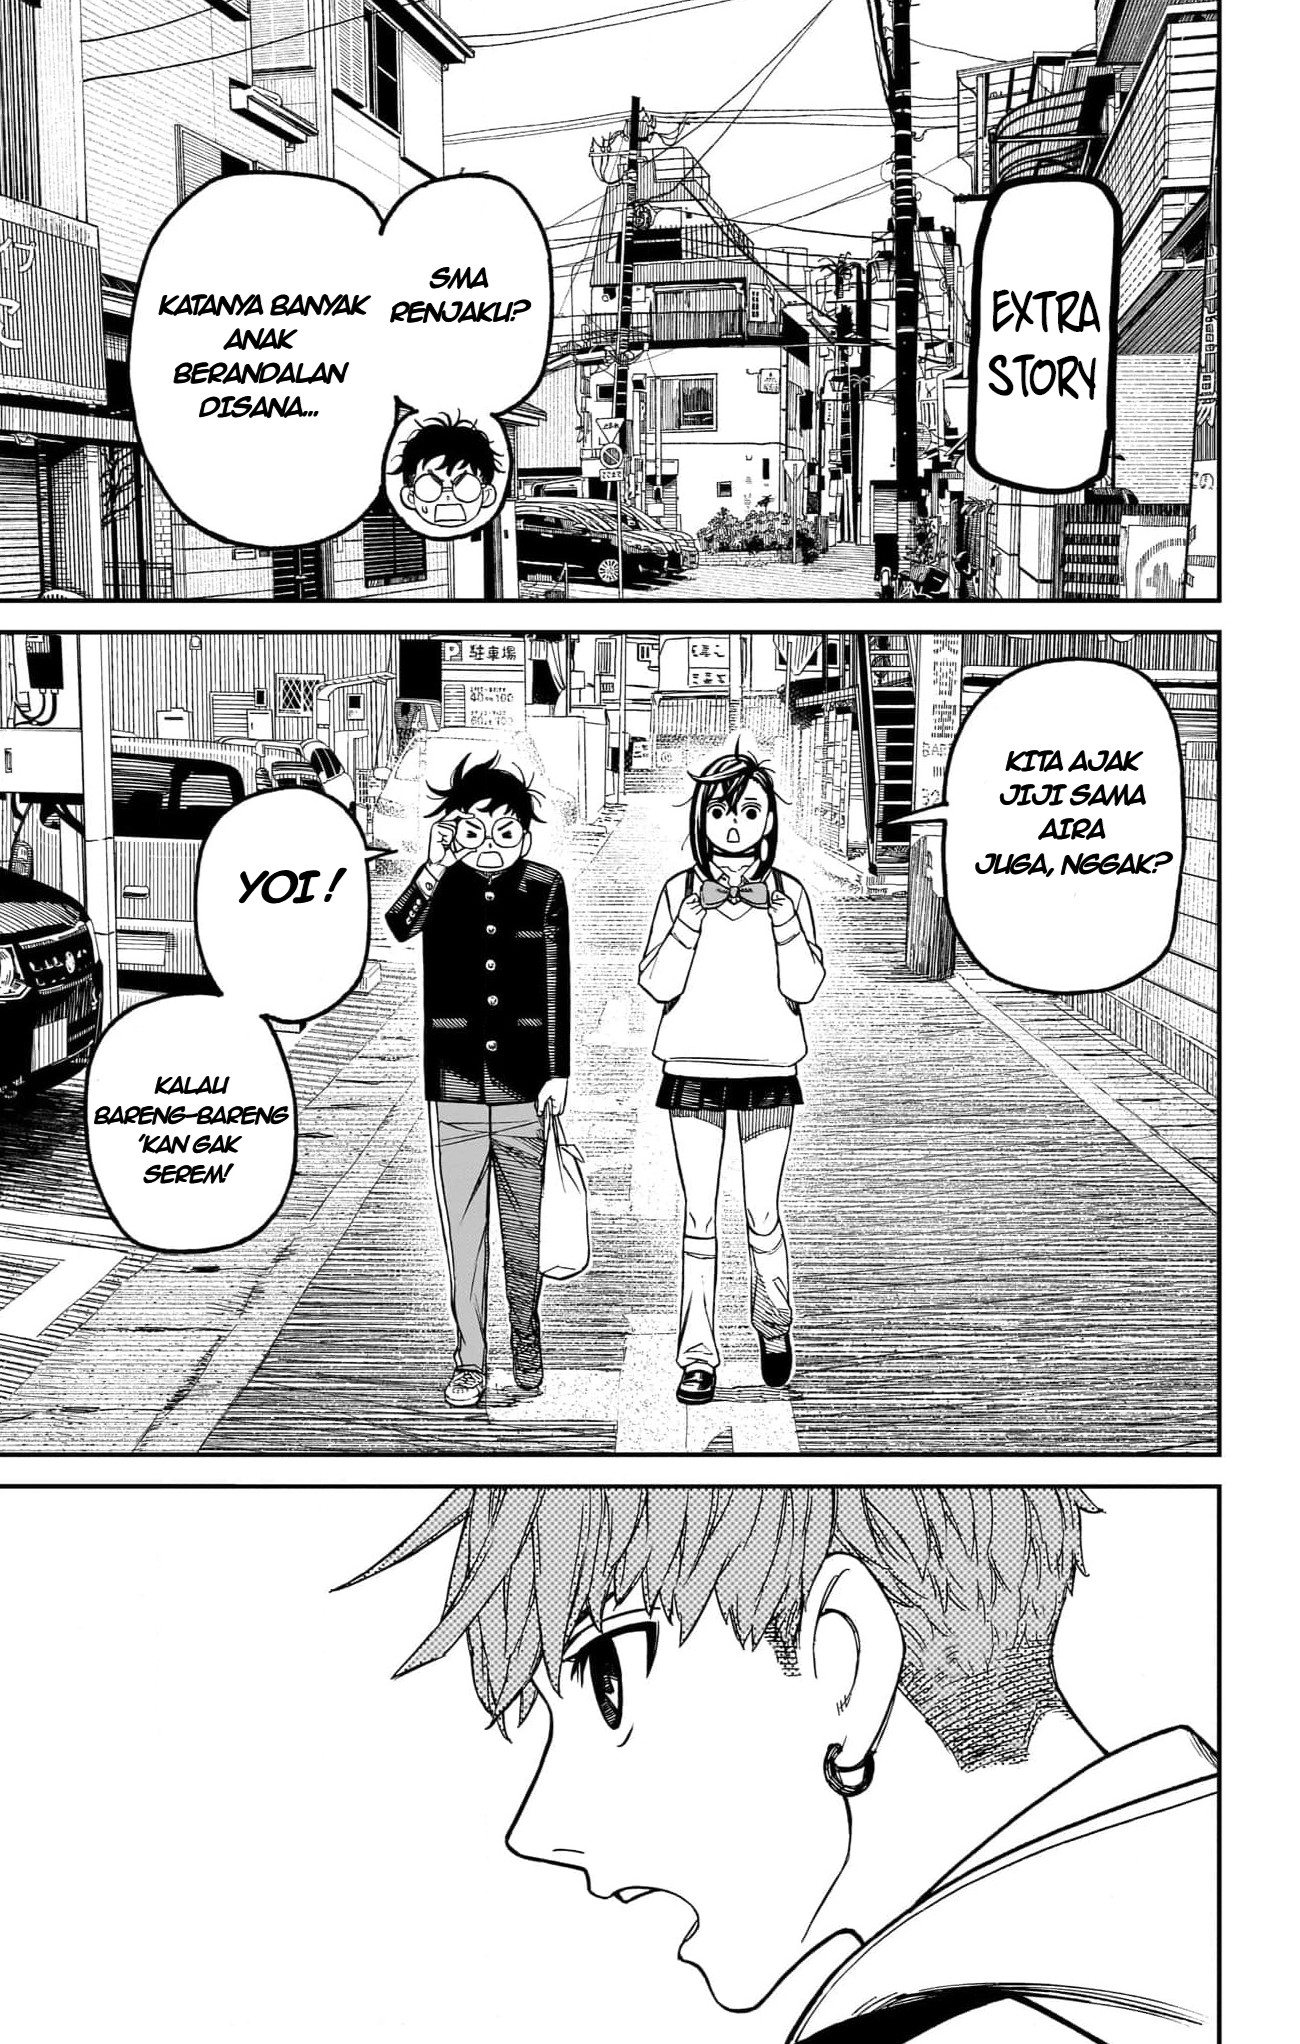 EXTRA
STORY
SMA
RENJAKU?
KATANYA BANYAK
ANAK
BERANDALAN
DISANA...
KITA AJAK
JIJI SAMA
AIRA
JUGA, NGGAK?
P 駐車場
YOI!
KALAU
BARENG-BARENG
'KAN GAK
SEREM!